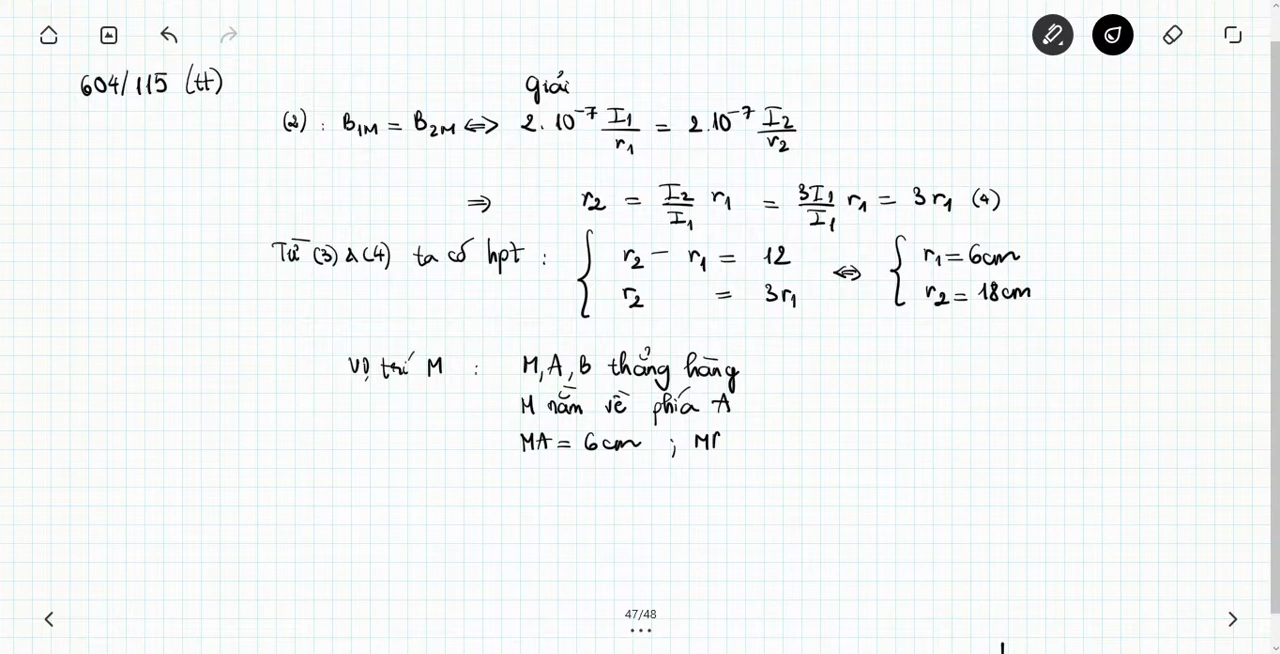 604/115 (tt)
Giải
(2) : B1M = B2M ⇔ 2.10^-7 I1/r1 = 2.10^-7 I2/r2
⇒ r2 = I2/I1 r1 = 3I1/I1 r1 = 3r1 (4)
Từ (3) & (4) ta có hpt : { r2 - r1 = 12 ⇔ { r1 = 6cm
r2 = 3r1 r2 = 18cm
Vị trí M : M, A, B thẳng hàng
M nằm về phía A
MA = 6cm ; M
47/48